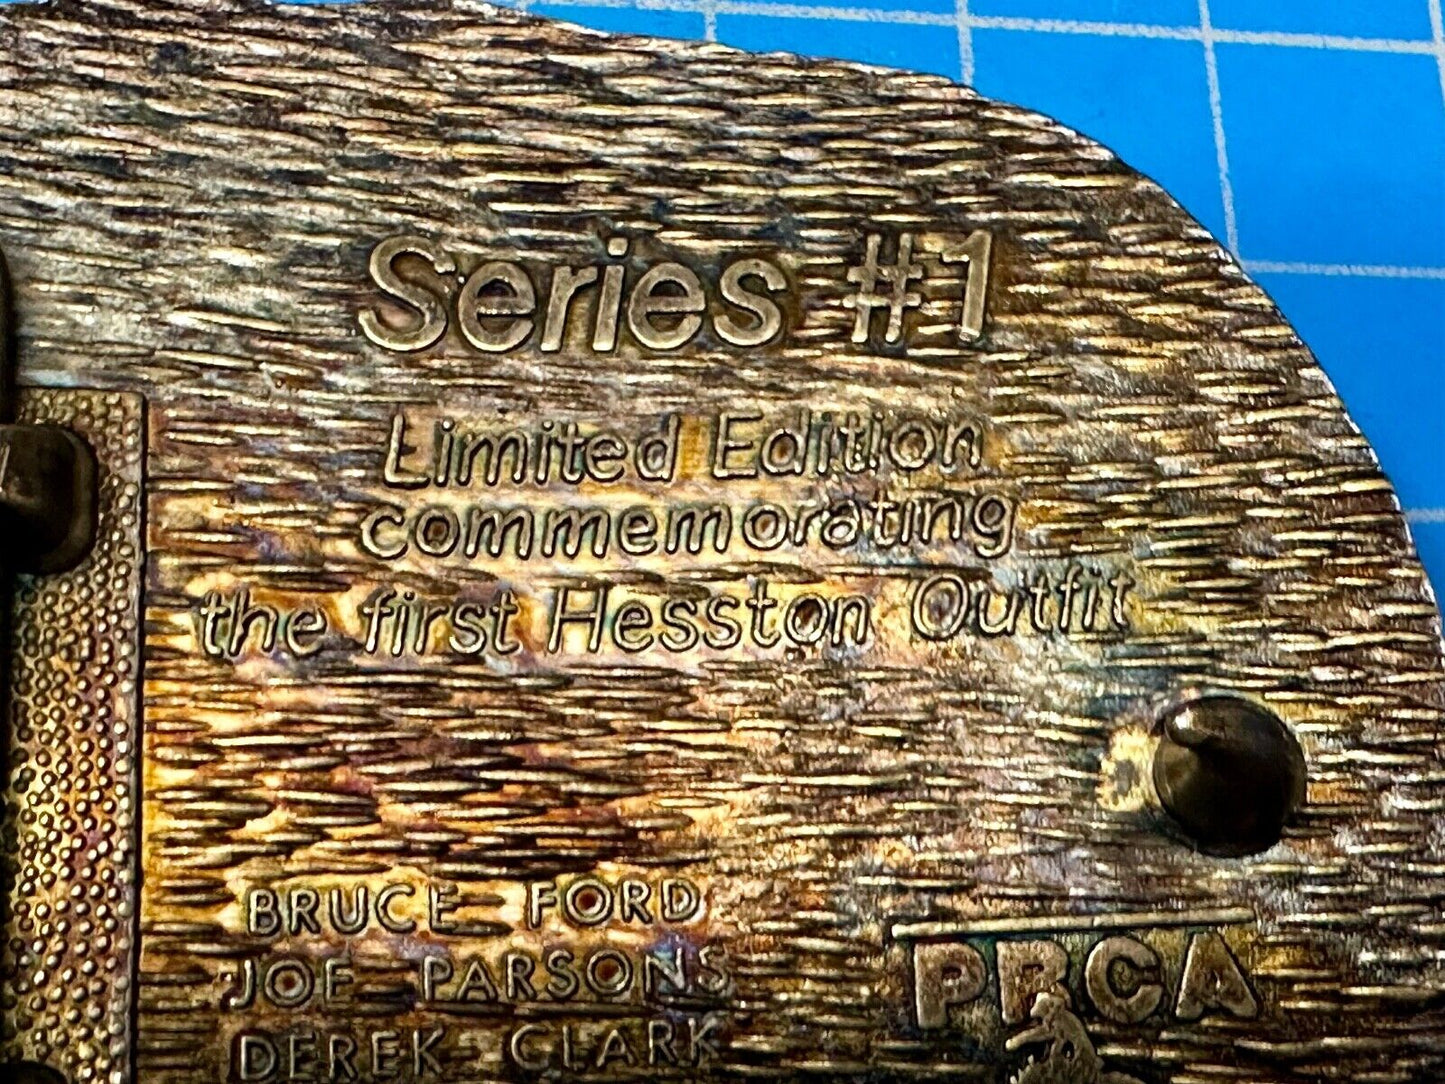 Series #1
Limited Edition
commemorating
the first Hesston Outfit
BRUCE FORD
JOE PARSONS
DEREK CLARK
PRCA